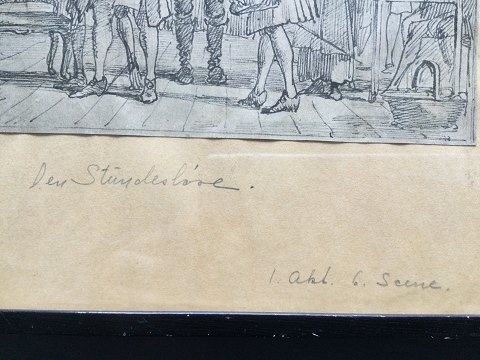 Den Stundesløse.
1. Akt. 6. Scene.